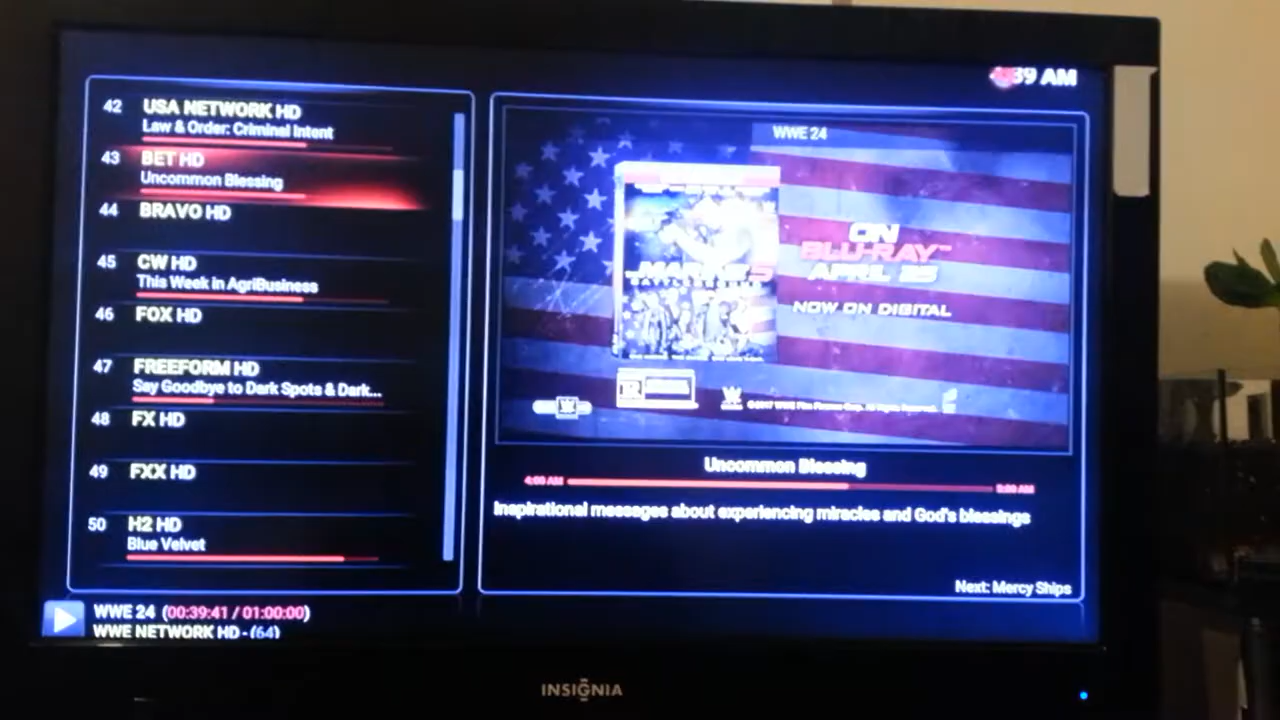 :39 AM
42 USA NETWORK HD
Law & Order: Criminal Intent
43 BET HD
Uncommon Blessing
44 BRAVO HD
45 CW HD
This Week in AgriBusiness
46 FOX HD
47 FREEFORM HD
Say Goodbye to Dark Spots & Dark...
48 FX HD
49 FXX HD
50 H2 HD
Blue Velvet
WWE 24
ON
BLU-RAY™
APRIL 25
NOW ON DIGITAL
MARINE 5
BATTLEGROUND
R
Uncommon Blessing
4:00 AM
5:00 AM
Inspirational messages about experiencing miracles and God's blessings
Next: Mercy Ships
WWE 24 (00:39:41 / 01:00:00)
WWE NETWORK HD - (64)
INSIGNIA